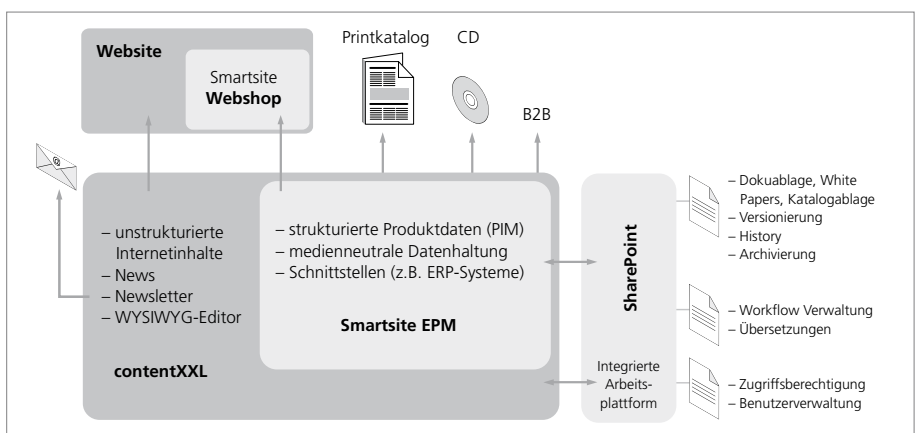 Website
Smartsite
Webshop
Printkatalog
CD
B2B
@
– unstrukturierte
Internetinhalte
– News
– Newsletter
– WYSIWYG-Editor
contentXXL
– strukturierte Produktdaten (PIM)
– medienneutrale Datenhaltung
– Schnittstellen (z.B. ERP-Systeme)
Smartsite EPM
SharePoint
Integrierte
Arbeits-
plattform
– Dokuablage, White
Papers, Katalogablage
– Versionierung
– History
– Archivierung
– Workflow Verwaltung
– Übersetzungen
– Zugriffsberechtigung
– Benutzerverwaltung